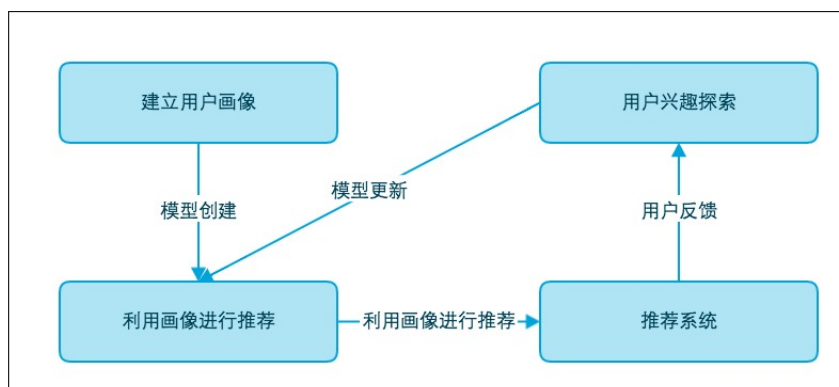 建立用户画像
用户兴趣探索
模型更新
模型创建
用户反馈
利用画像进行推荐
利用画像进行推荐
推荐系统